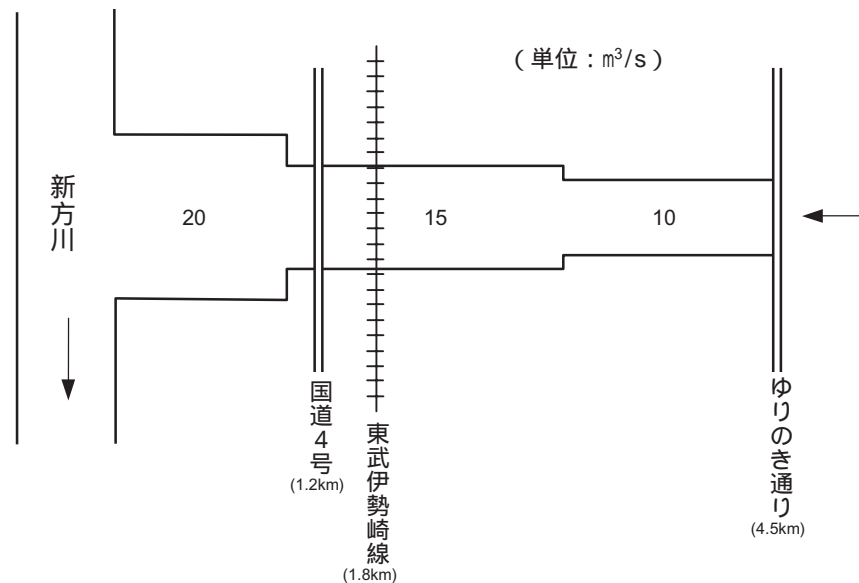 （単位：㎥/s）
新方川
20
15
10
国道4号
(1.2km)
東武伊勢崎線
(1.8km)
ゆりのき通り
(4.5km)